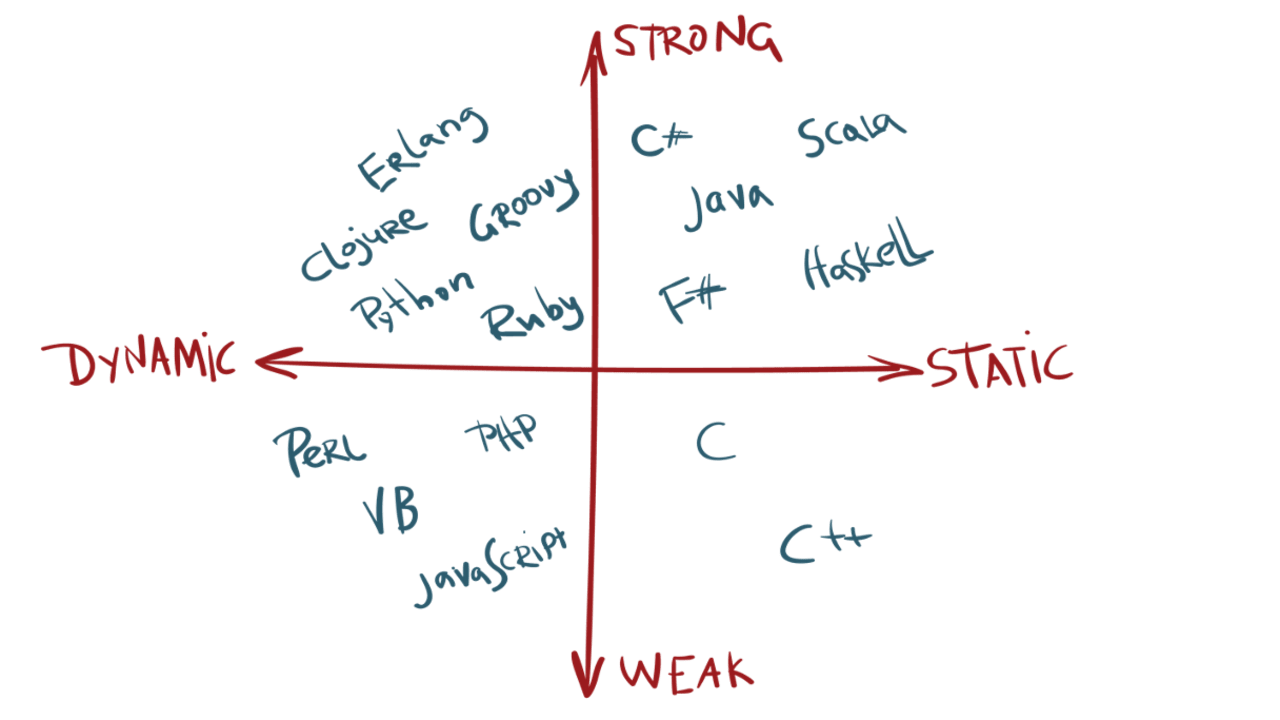 STRONG
ERLang
C#
Scala
Clojure
GROOVY
Java
Python
Ruby
F#
Haskell
DYNAMiC
STATiC
PeRL
PHP
C
VB
JavaScRiPt
C++
WEAK